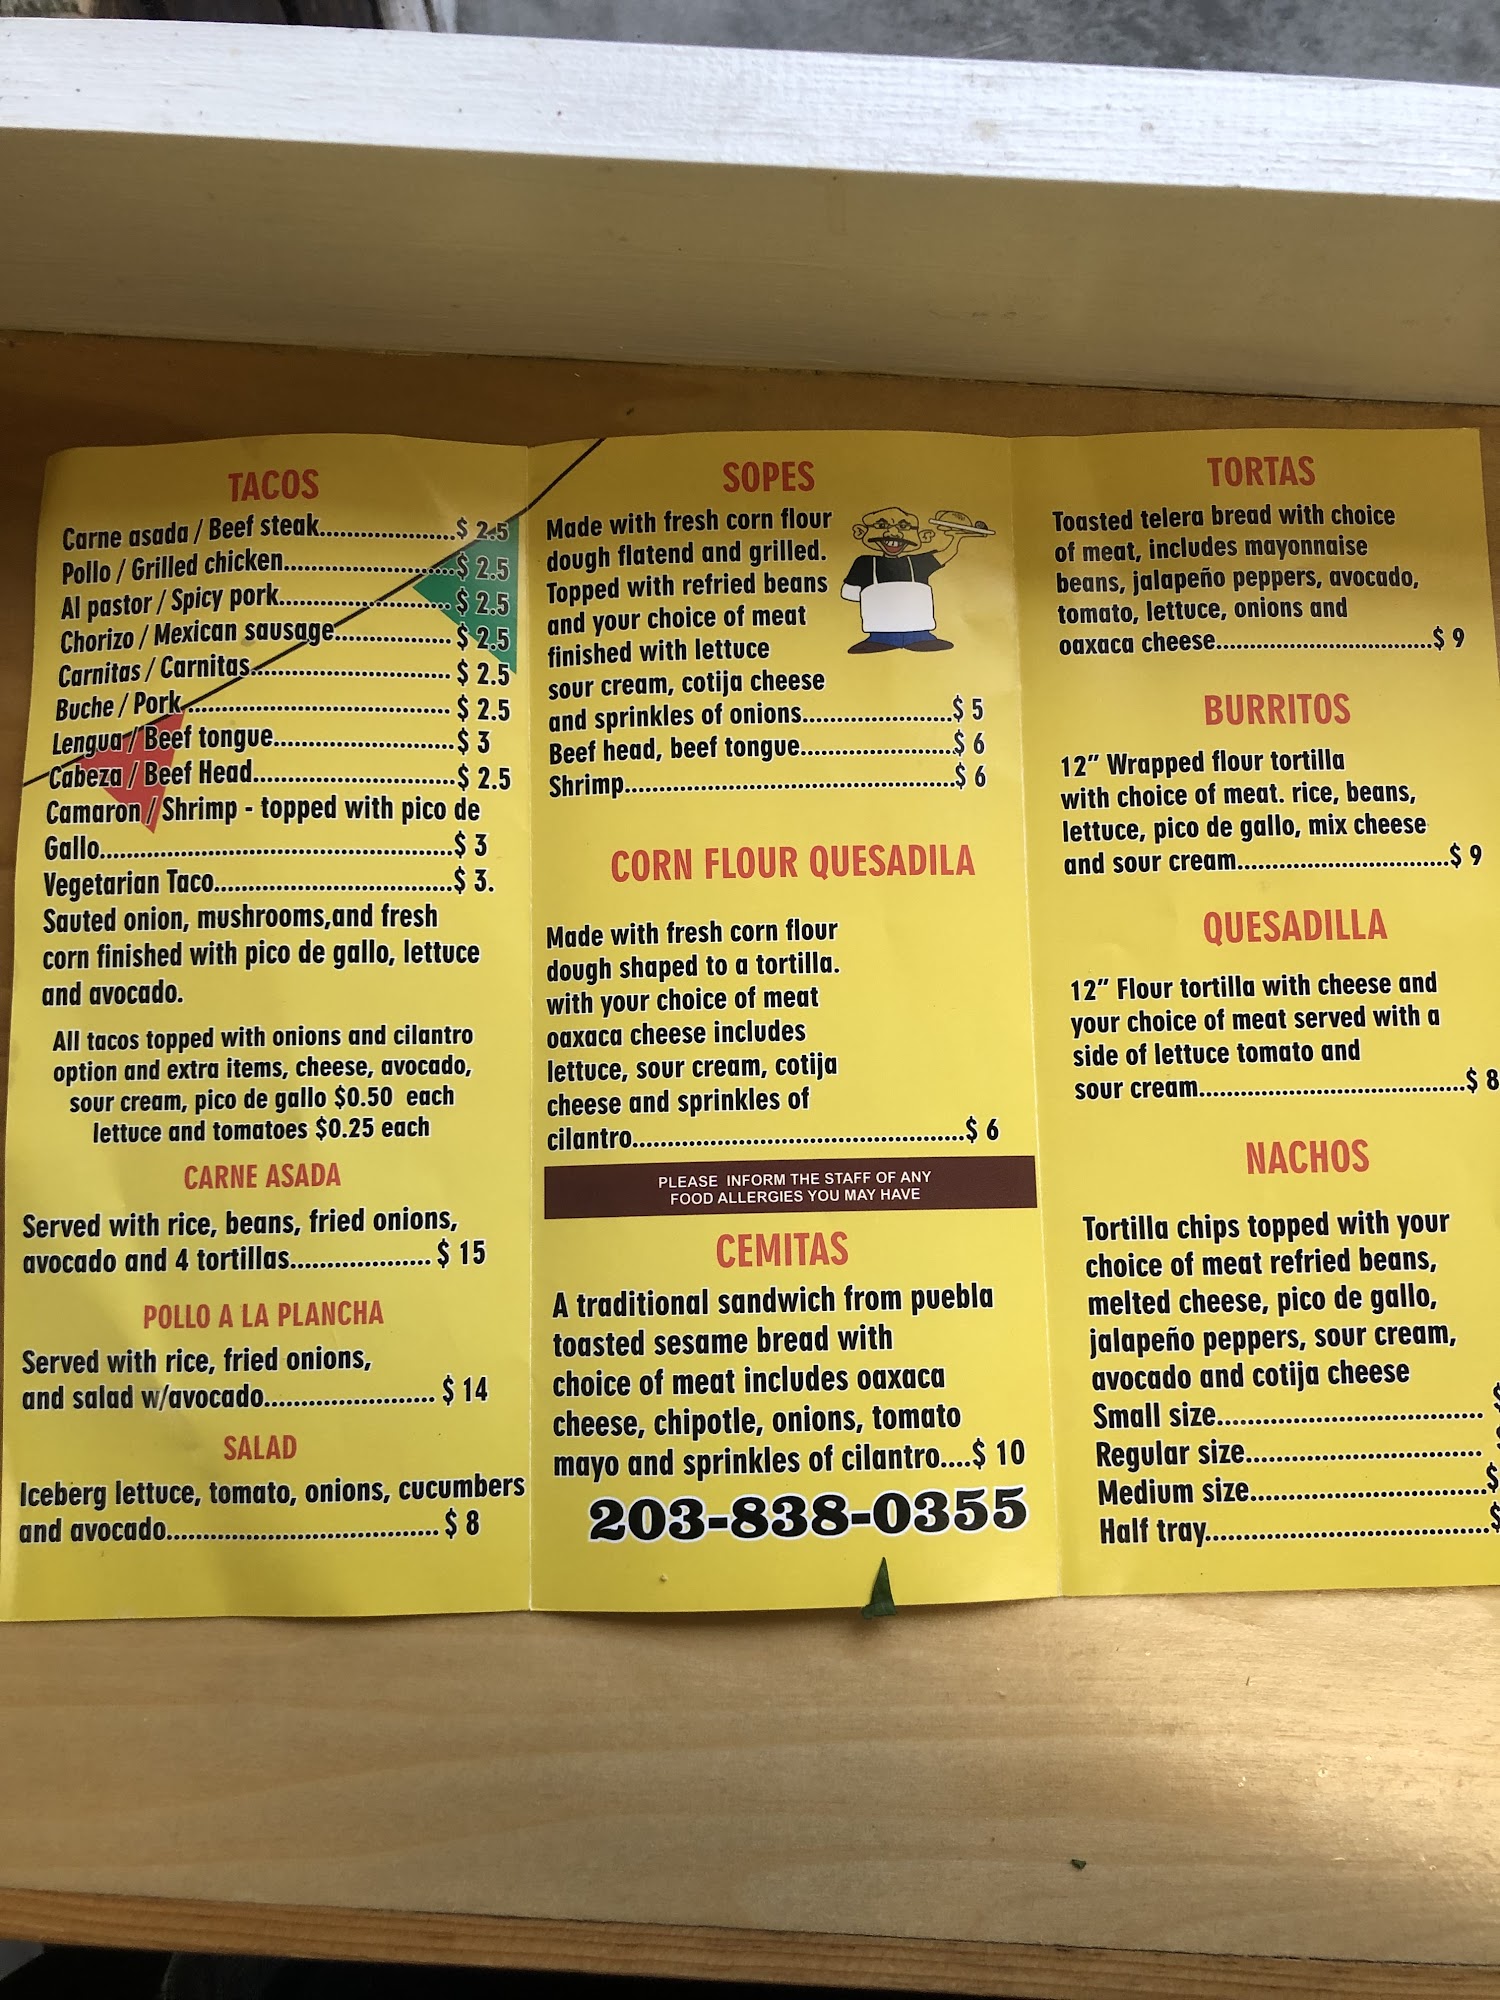 TACOS
Carne asada / Beef steak.....................$ 2.5
Pollo / Grilled chicken..........................$ 2.5
Al pastor / Spicy pork..........................$ 2.5
Chorizo / Mexican sausage..................$ 2.5
Carnitas / Carnitas..............................$ 2.5
Buche / Pork.......................................$ 2.5
Lengua / Beef tongue...........................$ 3
Cabeza / Beef Head..............................$ 2.5
Camaron / Shrimp - topped with pico de
Gallo.....................................................$ 3
Vegetarian Taco....................................$ 3.
Sauted onion, mushrooms,and fresh
corn finished with pico de gallo, lettuce
and avocado.
All tacos topped with onions and cilantro
option and extra items, cheese, avocado,
sour cream, pico de gallo $0.50 each
lettuce and tomatoes $0.25 each
CARNE ASADA
Served with rice, beans, fried onions,
avocado and 4 tortillas................... $ 15
POLLO A LA PLANCHA
Served with rice, fried onions,
and salad w/avocado....................... $ 14
SALAD
Iceberg lettuce, tomato, onions, cucumbers
and avocado..................................... $ 8
SOPES
Made with fresh corn flour
dough flatend and grilled.
Topped with refried beans
and your choice of meat
finished with lettuce
sour cream, cotija cheese
and sprinkles of onions.....................$ 5
Beef head, beef tongue.....................$ 6
Shrimp..............................................$ 6
CORN FLOUR QUESADILA
Made with fresh corn flour
dough shaped to a tortilla.
with your choice of meat
oaxaca cheese includes
lettuce, sour cream, cotija
cheese and sprinkles of
cilantro..............................................$ 6
PLEASE INFORM THE STAFF OF ANY
FOOD ALLERGIES YOU MAY HAVE
CEMITAS
A traditional sandwich from puebla
toasted sesame bread with
choice of meat includes oaxaca
cheese, chipotle, onions, tomato
mayo and sprinkles of cilantro....$ 10
203-838-0355
TORTAS
Toasted telera bread with choice
of meat, includes mayonnaise
beans, jalapeño peppers, avocado,
tomato, lettuce, onions and
oaxaca cheese................................$ 9
BURRITOS
12" Wrapped flour tortilla
with choice of meat. rice, beans,
lettuce, pico de gallo, mix cheese
and sour cream..............................$ 9
QUESADILLA
12" Flour tortilla with cheese and
your choice of meat served with a
side of lettuce tomato and
sour cream.....................................$ 8
NACHOS
Tortilla chips topped with your
choice of meat refried beans,
melted cheese, pico de gallo,
jalapeño peppers, sour cream,
avocado and cotija cheese
Small size.....................................$
Regular size.................................
Medium size.................................$
Half tray.......................................$